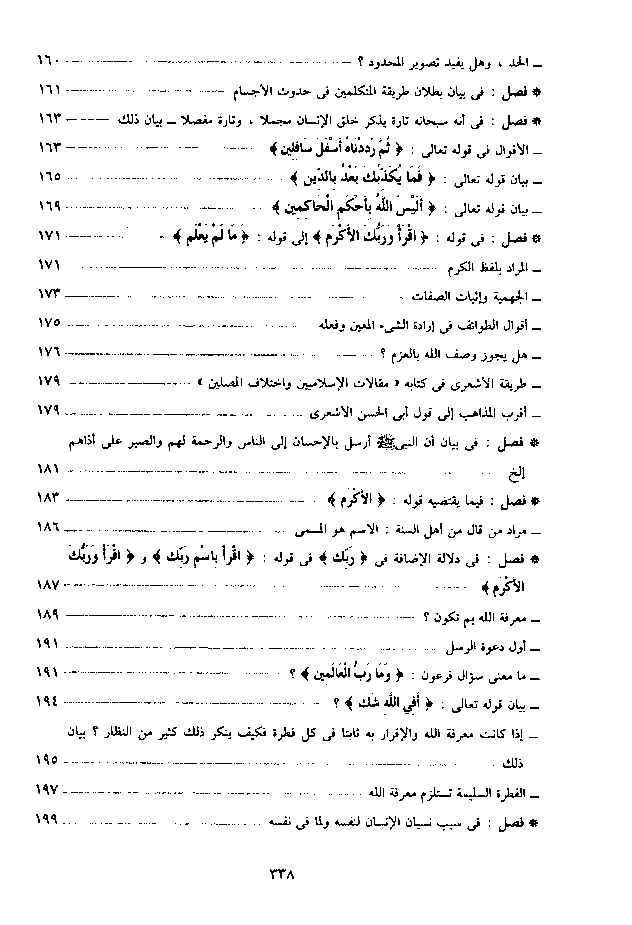 ـ الحد ، وهل يفيد تصوير المحدود ؟ ١٦٠
* فصل : فى بيان بطلان طريقة المتكلمين فى حدوث الأجسام ١٦١
* فصل : فى أنه سبحانه تارة يذكر خلق الإنسان مجملا ، وتارة مفصلا ـ بيان ذلك ١٦٣
ـ الأقوال فى قوله تعالى : ﴿ ثُمَّ رَدَدْنَاهُ أَسْفَلَ سَافِلِين ﴾ ١٦٣
ـ بيان قوله تعالى : ﴿ فَمَا يُكَذِّبُكَ بَعْدُ بِالدِّين ﴾ ١٦٥
ـ بيان قوله تعالى : ﴿ أَلَيْسَ اللَّهُ بِأَحْكَمِ الْحَاكِمِين ﴾ ١٦٩
* فصل : فى قوله : ﴿ اقْرَأْ وَرَبُّكَ الأَكْرَم ﴾ إلى قوله : ﴿ مَا لَمْ يَعْلَم ﴾ ١٧١
ـ المراد بلفظ الكرم ١٧١
ـ الجهمية وإثبات الصفات ١٧٣
ـ أقوال الطوائف فى إرادة الشىء المعين وفعله ١٧٥
ـ هل يجوز وصف الله بالعزم ؟ ١٧٦
ـ طريقة الأشعرى فى كتابه « مقالات الإسلاميين واختلاف المصلين » ١٧٩
ـ أقرب المذاهب إلى قول أبى الحسن الأشعرى ١٧٩
* فصل : فى بيان أن النبى ﷺ أرسل بالإحسان إلى الناس والرحمة لهم والصبر على أذاهم
إلخ ١٨١
* فصل : فيما يقتضيه قوله : ﴿ الأَكْرَم ﴾ ١٨٣
ـ مراد من قال من أهل السنة : الاسم هو المسمى ١٨٦
* فصل : فى دلالة الإضافة فى ﴿ رَبِّك ﴾ فى قوله : ﴿ اقْرَأْ بِاسْمِ رَبِّك ﴾ و ﴿ اقْرَأْ وَرَبُّكَ
الأَكْرَم ﴾ ١٨٧
ـ معرفة الله بم تكون ؟ ١٨٩
ـ أول دعوة الرسل ١٩١
ـ ما معنى سؤال فرعون : ﴿ وَمَا رَبُّ الْعَالَمِين ﴾ ؟ ١٩١
ـ بيان قوله تعالى : ﴿ أَفِي اللَّهِ شَك ﴾ ؟ ١٩٤
ـ إذا كانت معرفة الله والإقرار به ثابتا فى كل فطرة فكيف ينكر ذلك كثير من النظار ؟ بيان
ذلك ١٩٥
ـ الفطرة السليمة تستلزم معرفة الله ١٩٧
* فصل : فى سبب نسيان الإنسان لنفسه ولما فى نفسه ١٩٩
٣٣٨